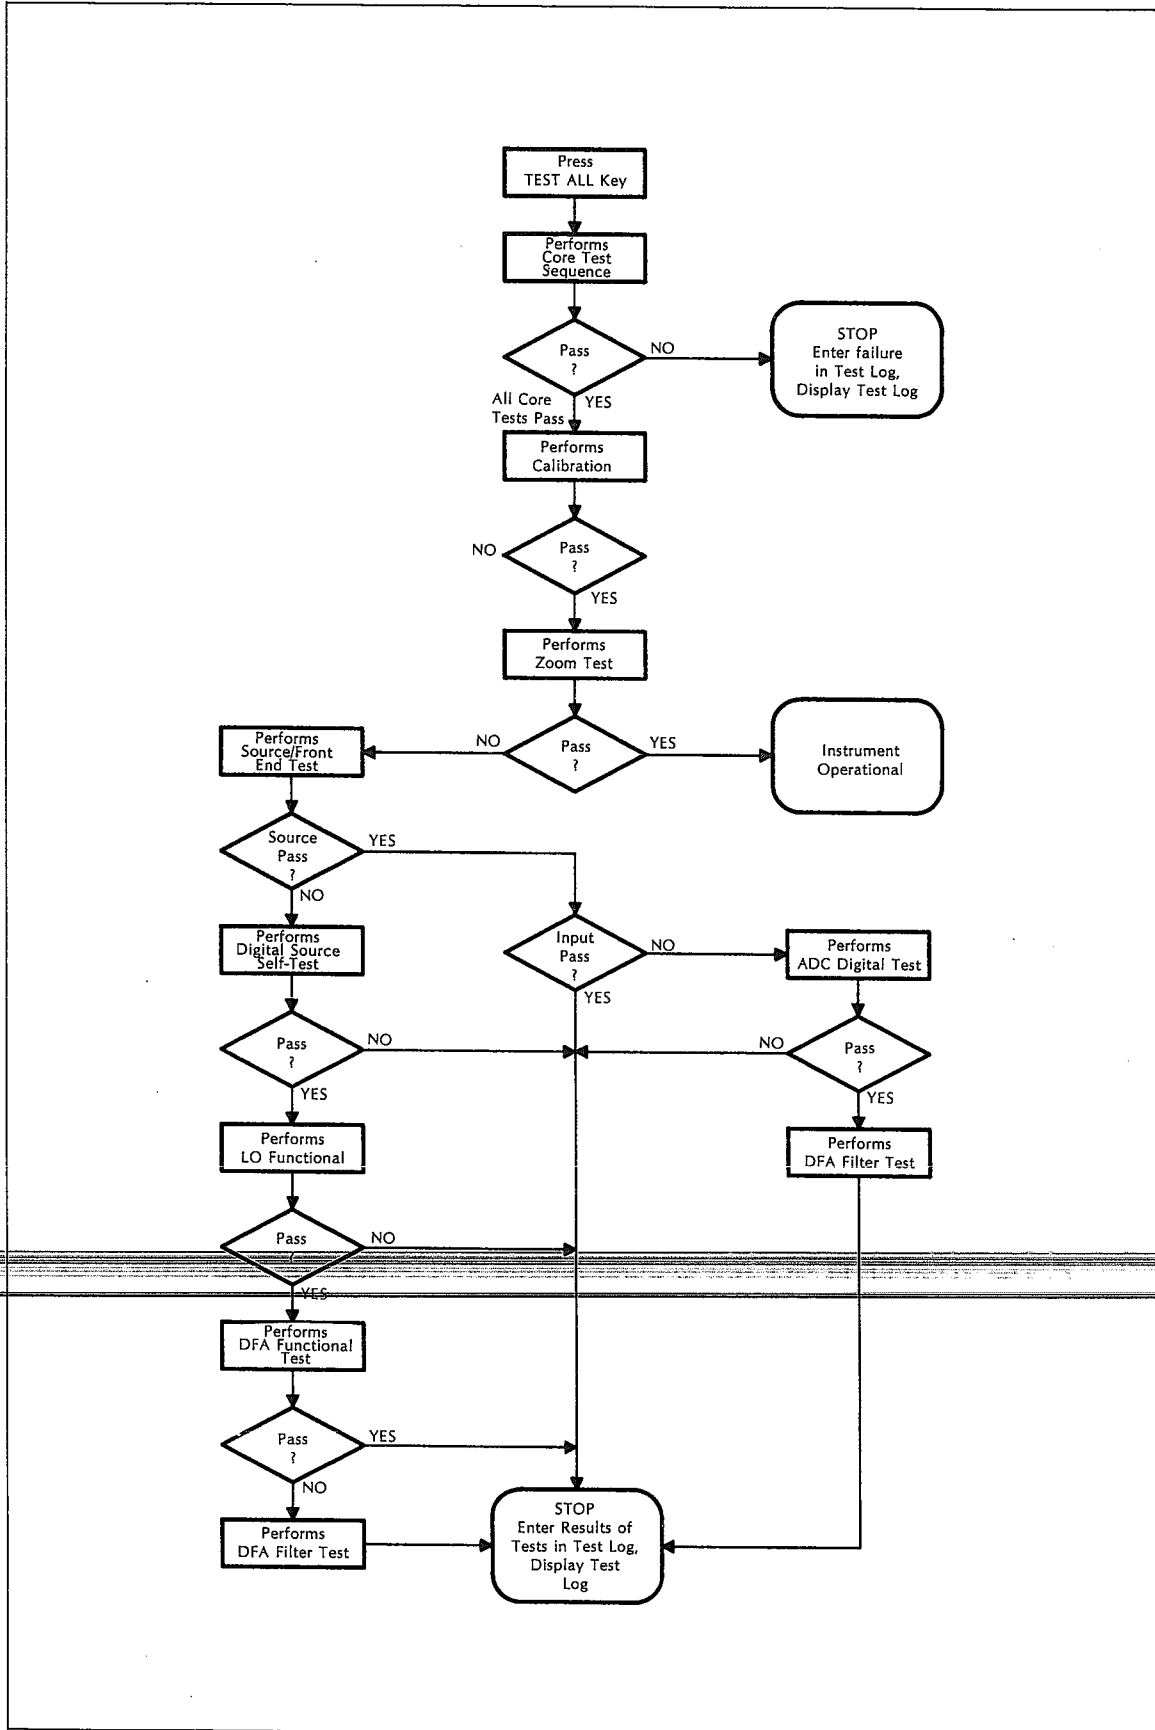 Press
TEST ALL Key
Performs
Core Test
Sequence
Pass
?
NO
STOP
Enter failure
in Test Log,
Display Test Log
All Core
Tests Pass
YES
Performs
Calibration
NO
Pass
?
YES
Performs
Zoom Test
Pass
?
NO
YES
Instrument
Operational
Performs
Source/Front
End Test
Source
Pass
?
YES
NO
Performs
Digital Source
Self-Test
Input
Pass
?
NO
YES
Performs
ADC Digital Test
Pass
?
NO
YES
Pass
?
NO
YES
Performs
LO Functional
Performs
DFA Filter Test
Pass
?
NO
YES
Performs
DFA Functional
Test
Pass
?
YES
NO
Performs
DFA Filter Test
STOP
Enter Results of
Tests in Test Log,
Display Test
Log